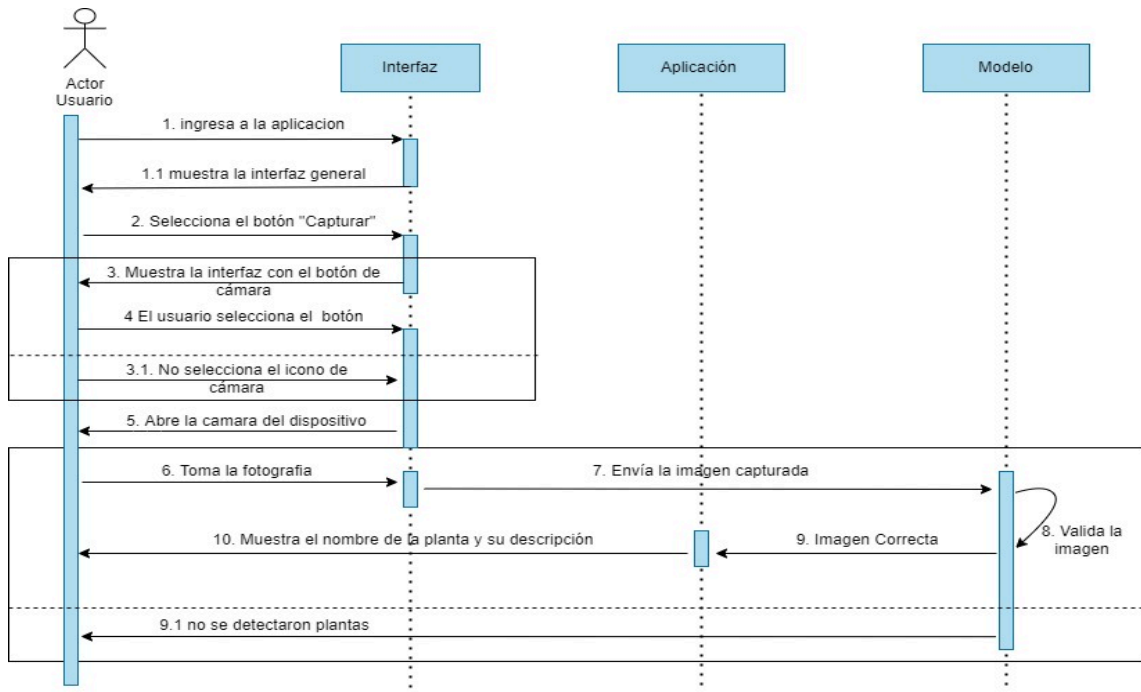 Actor
Usuario
Interfaz
Aplicación
Modelo
1. ingresa a la aplicacion
1.1 muestra la interfaz general
2. Selecciona el botón "Capturar"
3. Muestra la interfaz con el botón de
cámara
4 El usuario selecciona el botón
3.1. No selecciona el icono de
cámara
5. Abre la camara del dispositivo
6. Toma la fotografia
7. Envía la imagen capturada
8. Valida la
imagen
9. Imagen Correcta
10. Muestra el nombre de la planta y su descripción
9.1 no se detectaron plantas